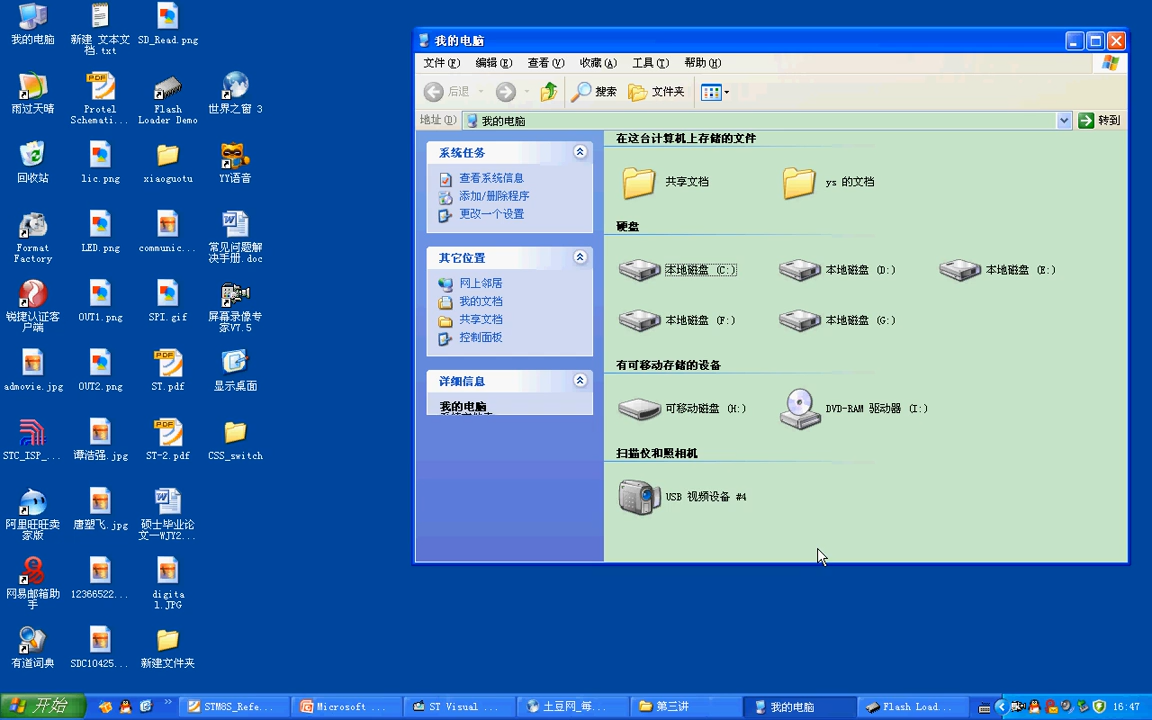 我的电脑
新建 文本文
档.txt
SD_Read.png
雨过天晴
Protel
Schemati...
Flash
Loader Demo
世界之窗 3
回收站
lic.png
xiaoguotu
YY语音
Format
Factory
LED.png
communic...
常见问题解
决手册.doc
锐捷认证客
户端
OUT1.png
SPI.gif
屏幕录像专
家V7.5
admovie.jpg
OUT2.png
ST.pdf
显示桌面
STC_ISP_...
谭浩强.jpg
ST-2.pdf
CSS_switch
阿里旺旺卖
家版
唐塑飞.jpg
硕士毕业论
文—WJY2...
网易邮箱助
手
12366522...
digita
l.JPG
有道词典
SDC10425...
新建文件夹
我的电脑
文件(F) 编辑(E) 查看(V) 收藏(A) 工具(T) 帮助(H)
后退 搜索 文件夹
地址(D) 我的电脑 转到
系统任务
查看系统信息
添加/删除程序
更改一个设置
其它位置
网上邻居
我的文档
共享文档
控制面板
详细信息
我的电脑
在这台计算机上存储的文件
共享文档 ys 的文档
硬盘
本地磁盘 (C:) 本地磁盘 (D:) 本地磁盘 (E:)
本地磁盘 (F:) 本地磁盘 (G:)
有可移动存储的设备
可移动磁盘 (H:) DVD-RAM 驱动器 (I:)
扫描仪和照相机
USB 视频设备 #4
开始 STM8S_Refe... Microsoft ... ST Visual ... 土豆网_每... 第三讲 我的电脑 Flash Load... 16:47